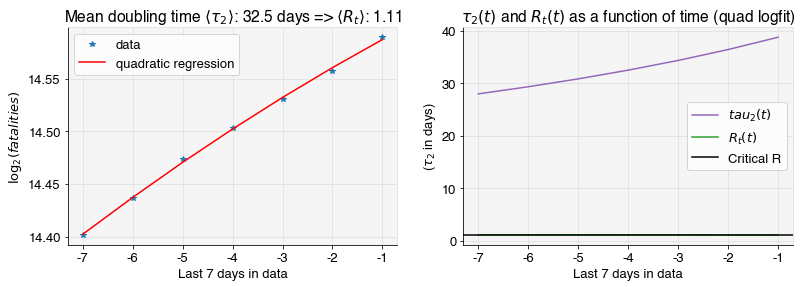 Mean doubling time ⟨τ₂⟩: 32.5 days => ⟨Rₜ⟩: 1.11
data
quadratic regression
log₂(fatalities)
14.55
14.50
14.45
14.40
-7 -6 -5 -4 -3 -2 -1
Last 7 days in data
τ₂(t) and Rₜ(t) as a function of time (quad logfit)
tau₂(t)
Rₜ(t)
Critical R
(τ₂ in days)
40
30
20
10
0
-7 -6 -5 -4 -3 -2 -1
Last 7 days in data